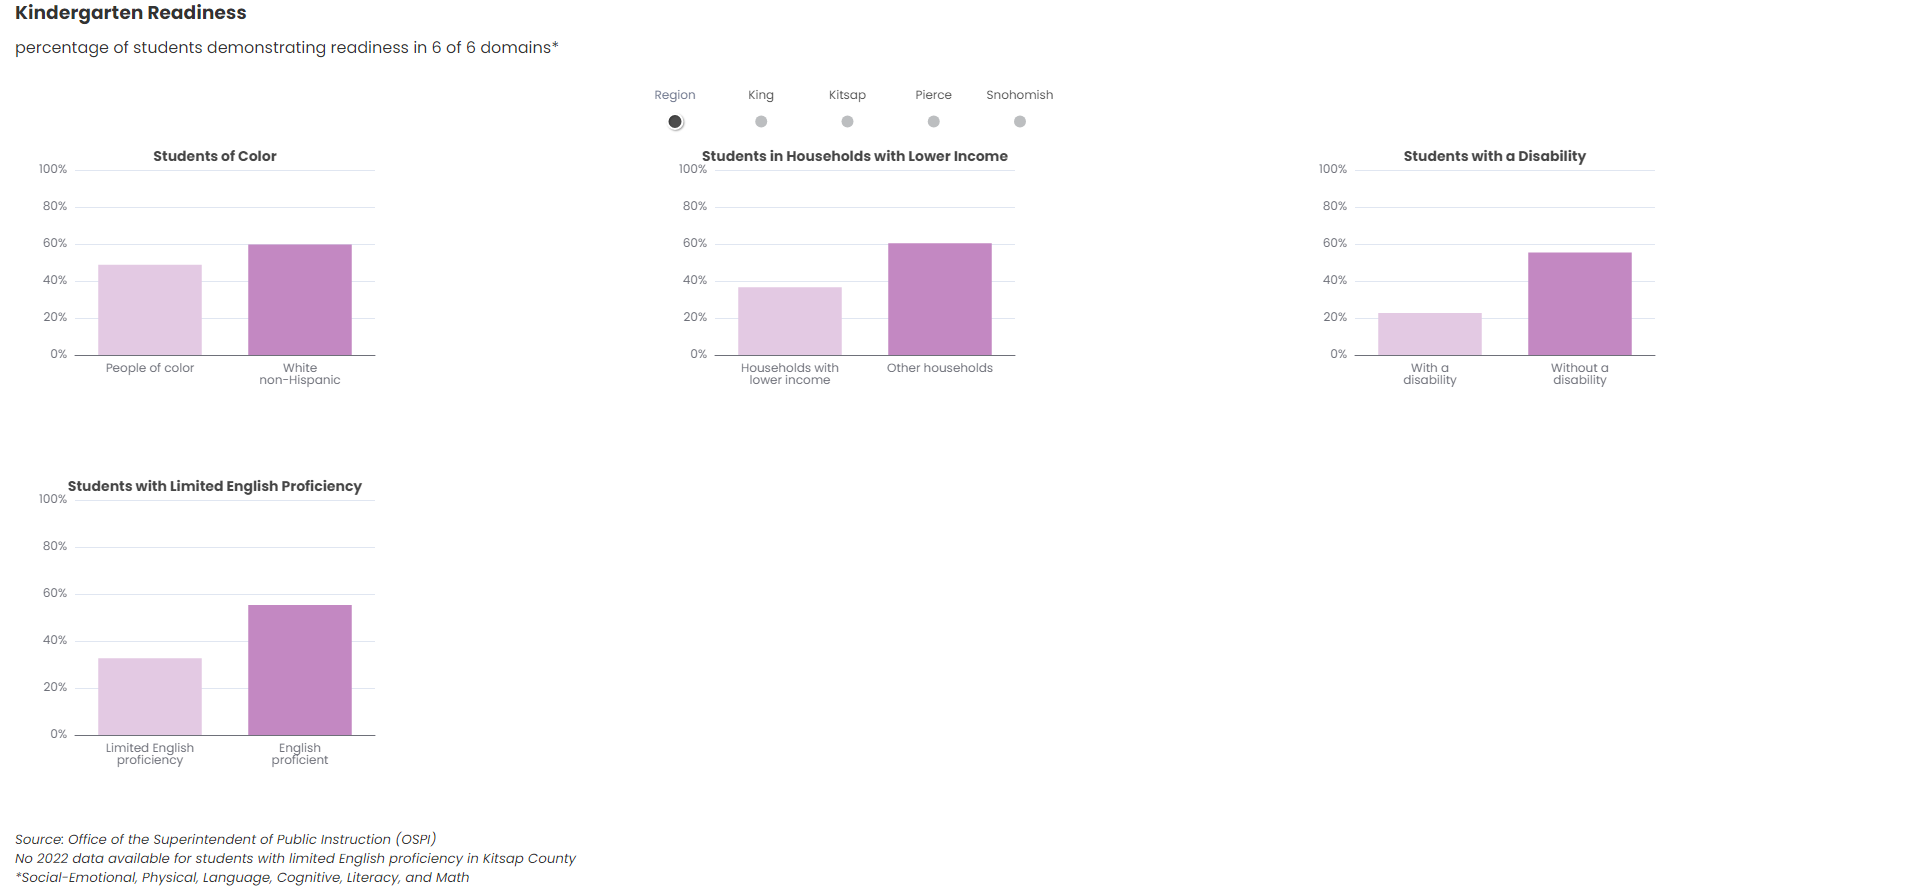 Kindergarten Readiness
percentage of students demonstrating readiness in 6 of 6 domains*
Region King Kitsap Pierce Snohomish
Students of Color
100%
80%
60%
40%
20%
0%
People of color
White
non-Hispanic
Students in Households with Lower Income
100%
80%
60%
40%
20%
0%
Households with
lower income
Other households
Students with a Disability
100%
80%
60%
40%
20%
0%
With a
disability
Without a
disability
Students with Limited English Proficiency
100%
80%
60%
40%
20%
0%
Limited English
proficiency
English
proficient
Source: Office of the Superintendent of Public Instruction (OSPI)
No 2022 data available for students with limited English proficiency in Kitsap County
*Social-Emotional, Physical, Language, Cognitive, Literacy, and Math